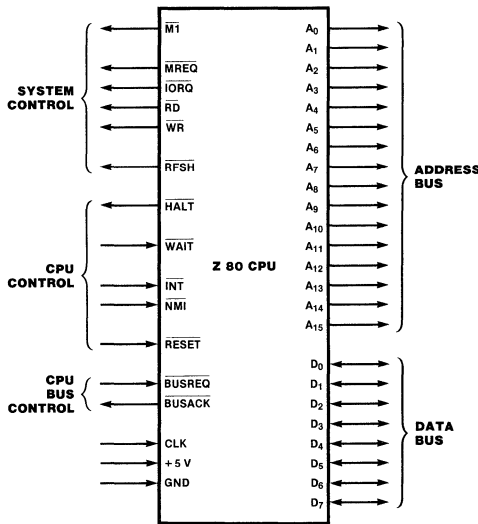 SYSTEM
CONTROL
M1
MREQ
IORQ
RD
WR
RFSH
CPU
CONTROL
HALT
WAIT
INT
NMI
RESET
CPU
BUS
CONTROL
BUSREQ
BUSACK
CLK
+5 V
GND
Z 80 CPU
A0
A1
A2
A3
A4
A5
A6
A7
A8
A9
A10
A11
A12
A13
A14
A15
ADDRESS
BUS
D0
D1
D2
D3
D4
D5
D6
D7
DATA
BUS